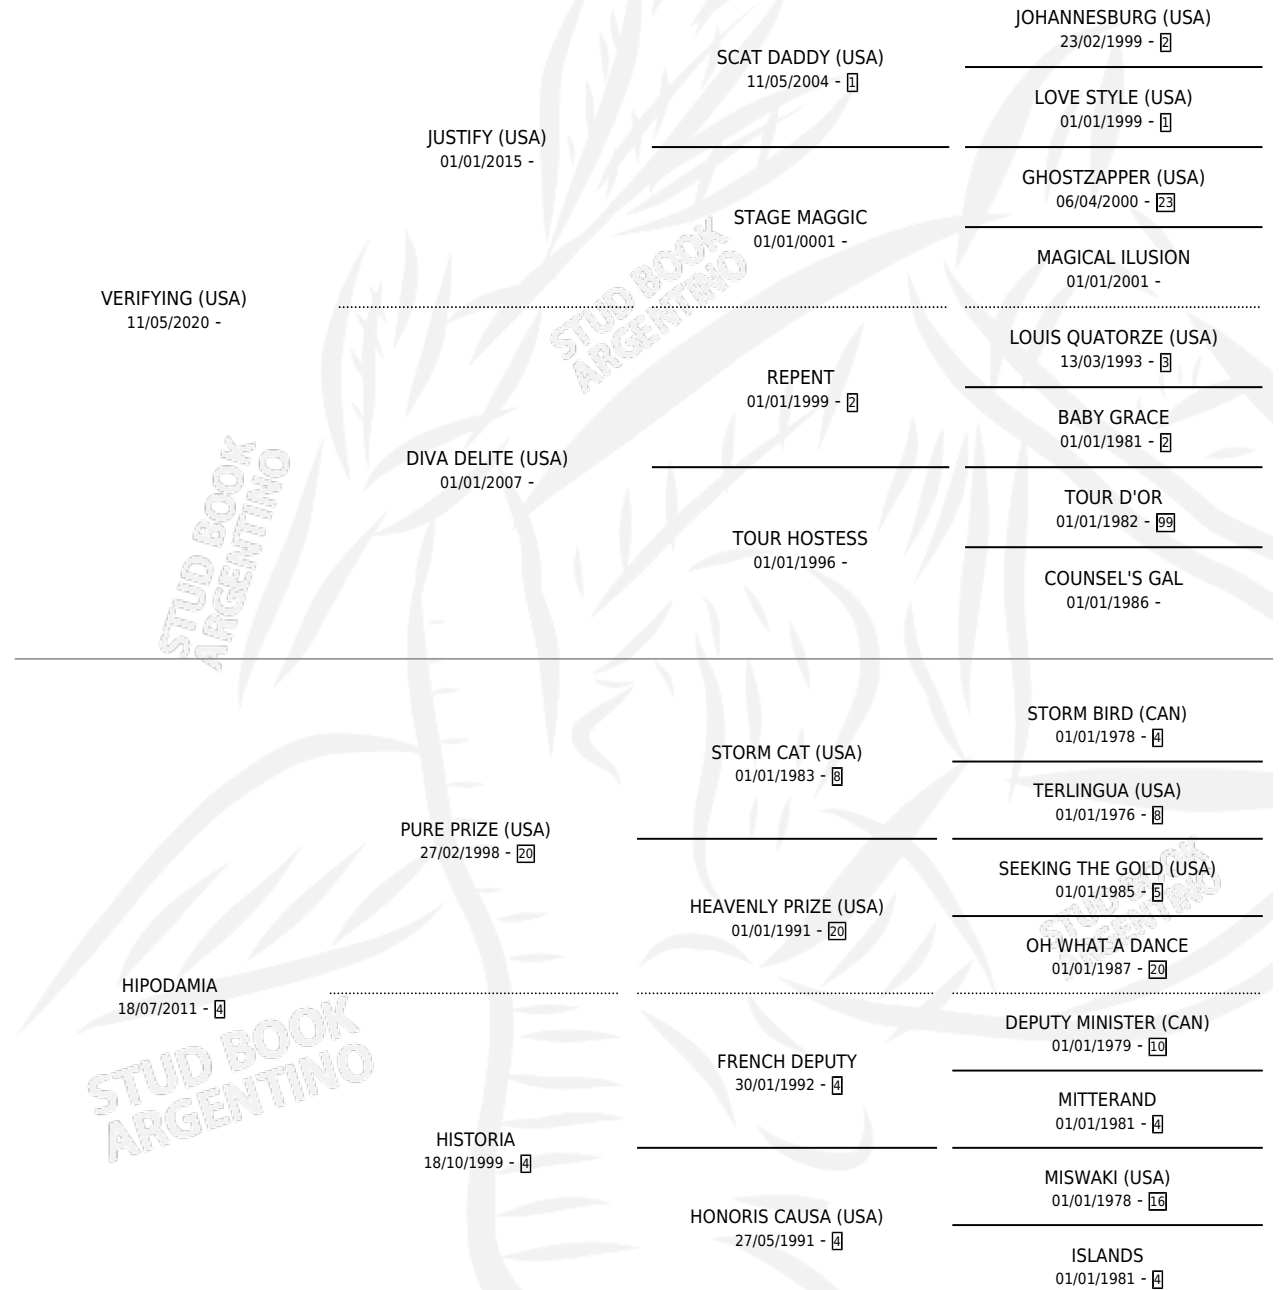 JOHANNESBURG (USA)
23/02/1999 - 2
SCAT DADDY (USA)
11/05/2004 - 1
LOVE STYLE (USA)
01/01/1999 - 1
JUSTIFY (USA)
01/01/2015 -
GHOSTZAPPER (USA)
06/04/2000 - 23
STAGE MAGGIC
01/01/0001 -
MAGICAL ILUSION
01/01/2001 -
VERIFYING (USA)
11/05/2020 -
LOUIS QUATORZE (USA)
13/03/1993 - 3
REPENT
01/01/1999 - 2
BABY GRACE
01/01/1981 - 2
DIVA DELITE (USA)
01/01/2007 -
TOUR D'OR
01/01/1982 - 99
TOUR HOSTESS
01/01/1996 -
COUNSEL'S GAL
01/01/1986 -
STORM BIRD (CAN)
01/01/1978 - 4
STORM CAT (USA)
01/01/1983 - 8
TERLINGUA (USA)
01/01/1976 - 8
PURE PRIZE (USA)
27/02/1998 - 20
SEEKING THE GOLD (USA)
01/01/1985 - 5
HEAVENLY PRIZE (USA)
01/01/1991 - 20
OH WHAT A DANCE
01/01/1987 - 20
HIPODAMIA
18/07/2011 - 4
DEPUTY MINISTER (CAN)
01/01/1979 - 10
FRENCH DEPUTY
30/01/1992 - 4
MITTERAND
01/01/1981 - 4
HISTORIA
18/10/1999 - 4
MISWAKI (USA)
01/01/1978 - 16
HONORIS CAUSA (USA)
27/05/1991 - 4
ISLANDS
01/01/1981 - 4
STUD BOOK
ARGENTINO
STUD BOOK
ARGENTINO
STUD BOOK
ARGENTINO
STUD BOOK
ARGENTINO